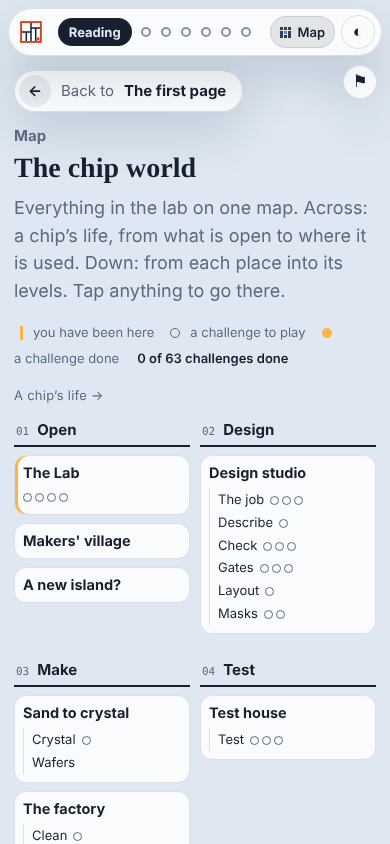 Reading
Map
Back to The first page
Map
The chip world
Everything in the lab on one map. Across:
a chip’s life, from what is open to where it
is used. Down: from each place into its
levels. Tap anything to go there.
you have been here
a challenge to play
a challenge done
0 of 63 challenges done
A chip’s life →
01 Open
The Lab
Makers' village
A new island?
02 Design
Design studio
The job
Describe
Check
Gates
Layout
Masks
03 Make
Sand to crystal
Crystal
Wafers
The factory
Clean
04 Test
Test house
Test